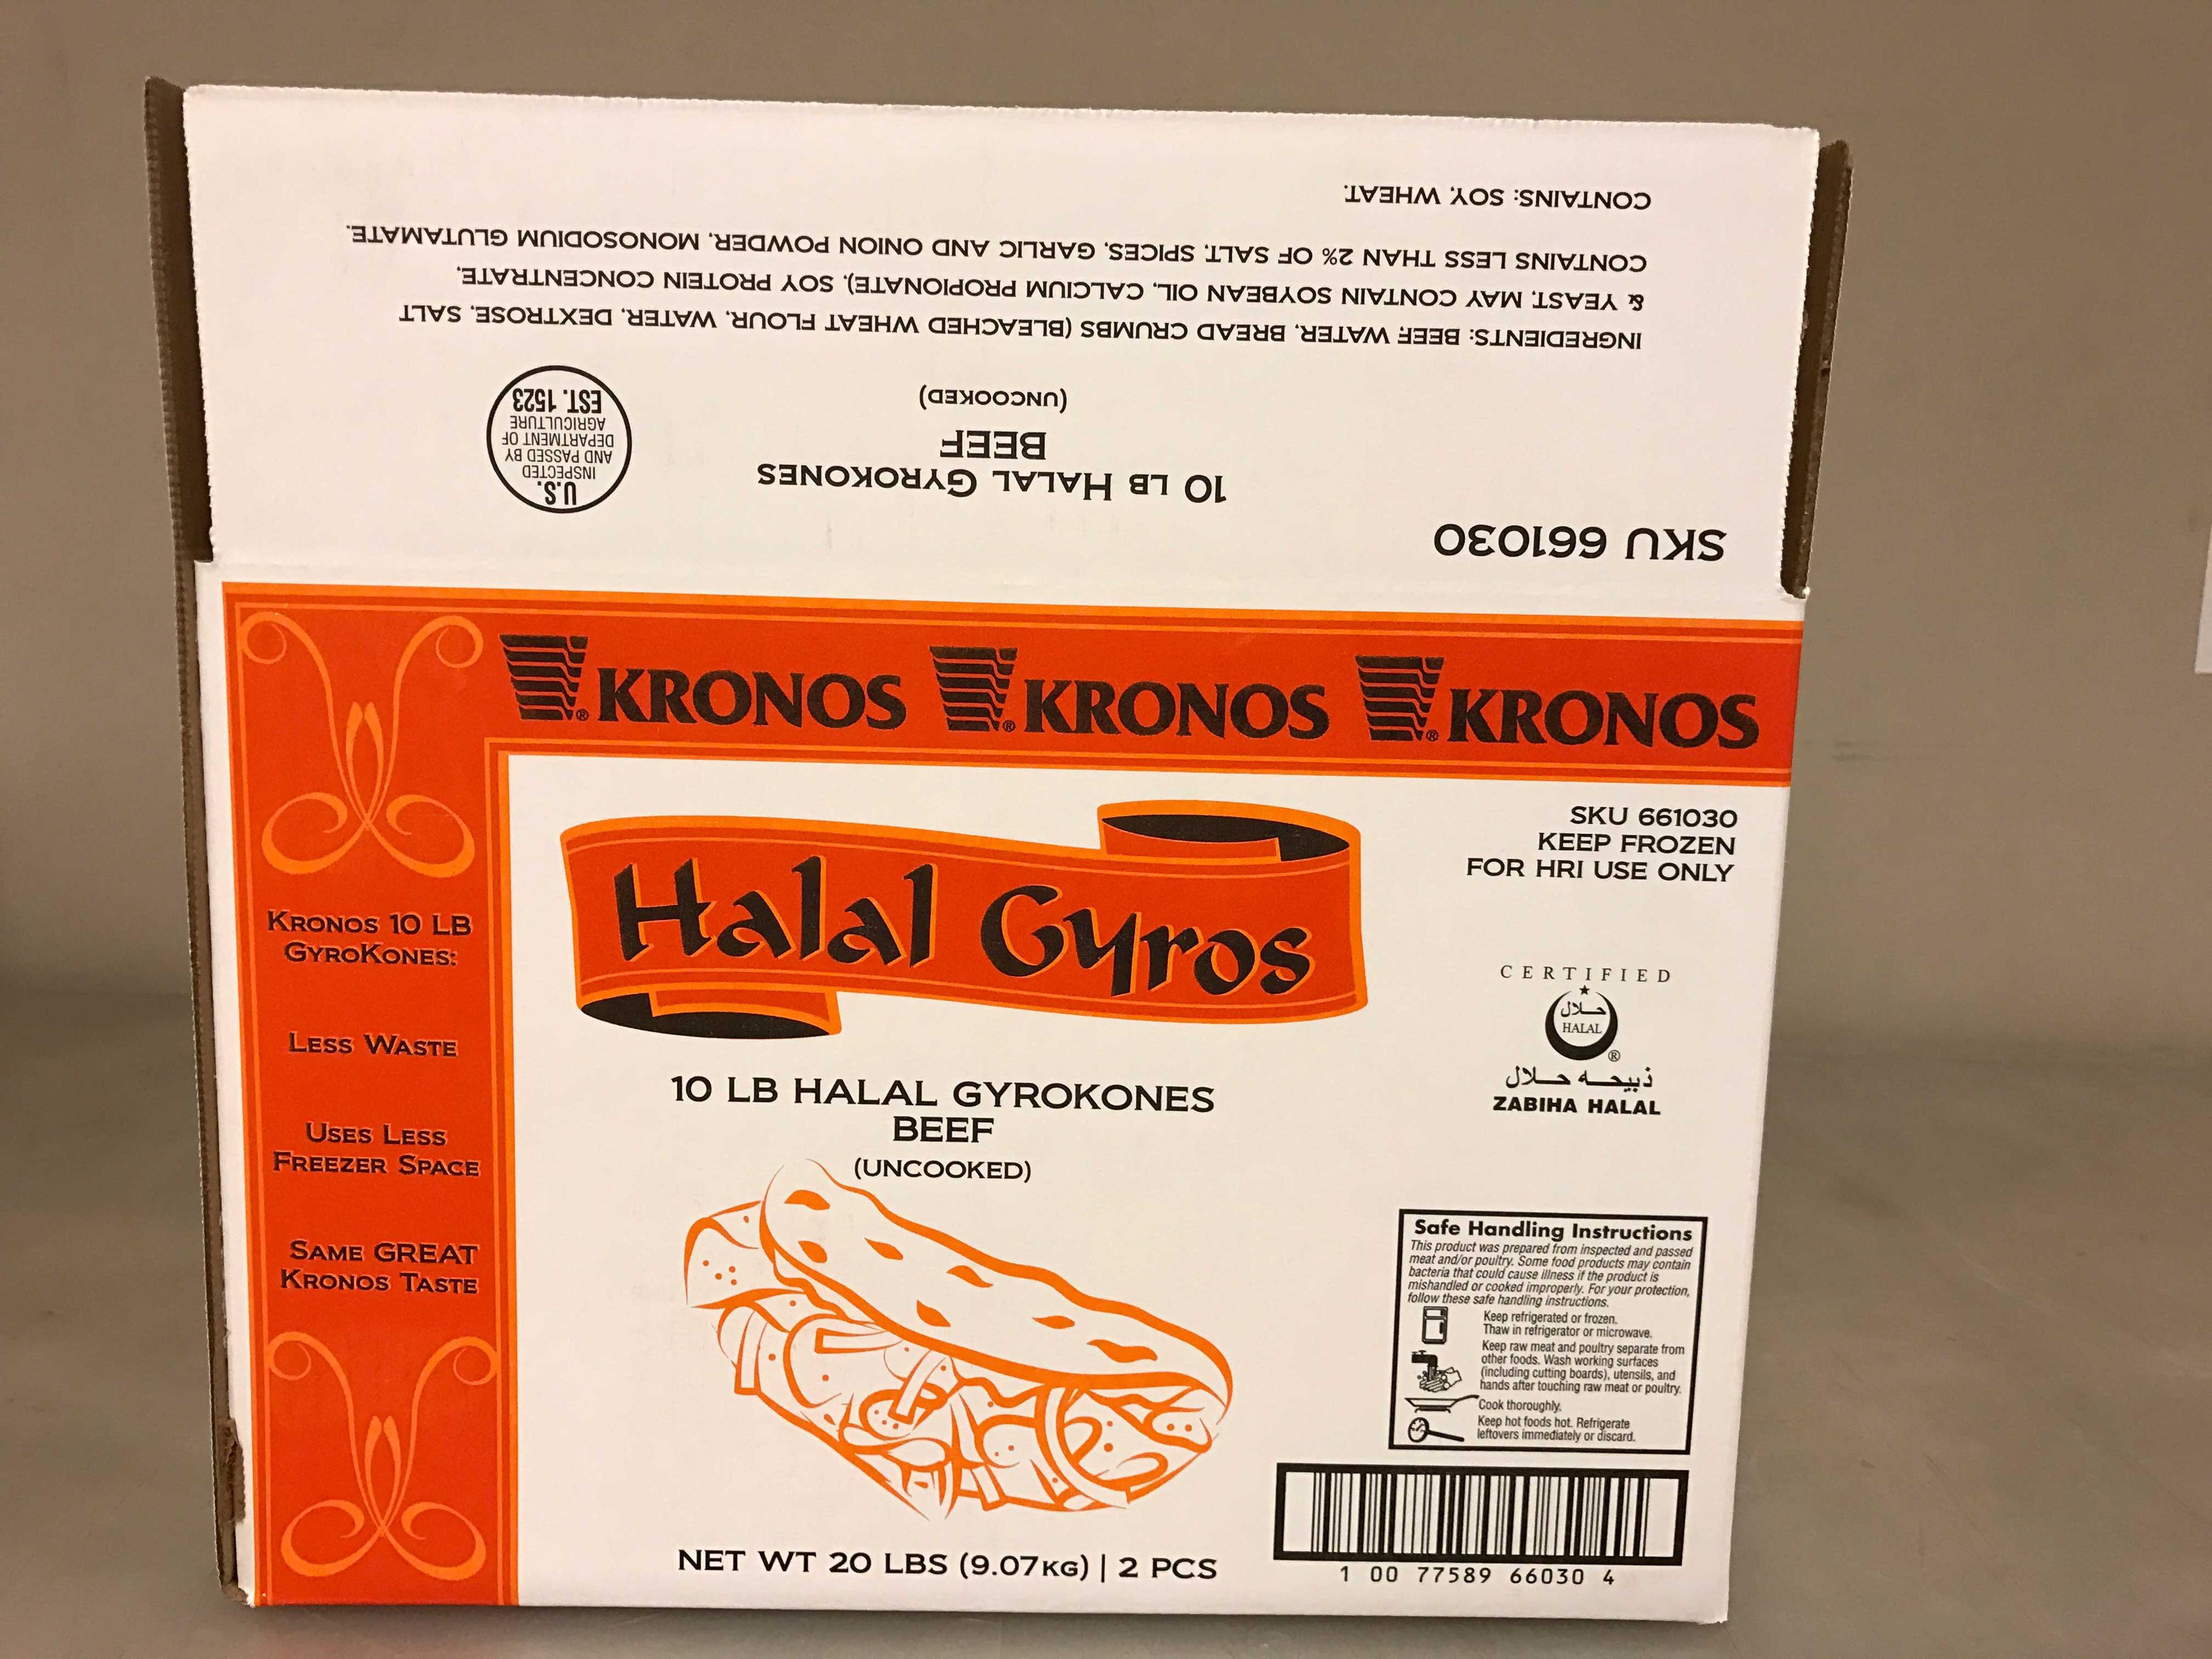 CONTAINS: SOY, WHEAT.
CONTAINS LESS THAN 2% OF SALT, SPICES, GARLIC AND ONION POWDER, MONOSODIUM GLUTAMATE.
& YEAST, MAY CONTAIN SOYBEAN OIL, CALCIUM PROPIONATE), SOY PROTEIN CONCENTRATE,
INGREDIENTS: BEEF, WATER, BREAD CRUMBS (BLEACHED WHEAT FLOUR, WATER, DEXTROSE, SALT
(UNCOOKED)
BEEF
10 LB HALAL GYROKONES
EST. 1523
AGRICULTURE
DEPARTMENT OF
AND PASSED BY
INSPECTED
U.S.
SKU 661030
® KRONOS ® KRONOS ® KRONOS
Halal Gyros
SKU 661030
KEEP FROZEN
FOR HRI USE ONLY
KRONOS 10 LB
GYROKONES:
LESS WASTE
USES LESS
FREEZER SPACE
SAME GREAT
KRONOS TASTE
CERTIFIED
حلال
HALAL
®
ذبيحه حلال
ZABIHA HALAL
10 LB HALAL GYROKONES
BEEF
(UNCOOKED)
Safe Handling Instructions
This product was prepared from inspected and passed
meat and/or poultry. Some food products may contain
bacteria that could cause illness if the product is
mishandled or cooked improperly. For your protection,
follow these safe handling instructions.
Keep refrigerated or frozen.
Thaw in refrigerator or microwave.
Keep raw meat and poultry separate from
other foods. Wash working surfaces
(including cutting boards), utensils, and
hands after touching raw meat or poultry.
Cook thoroughly.
Keep hot foods hot. Refrigerate
leftovers immediately or discard.
NET WT 20 LBS (9.07KG) | 2 PCS
1 00 77589 66030 4